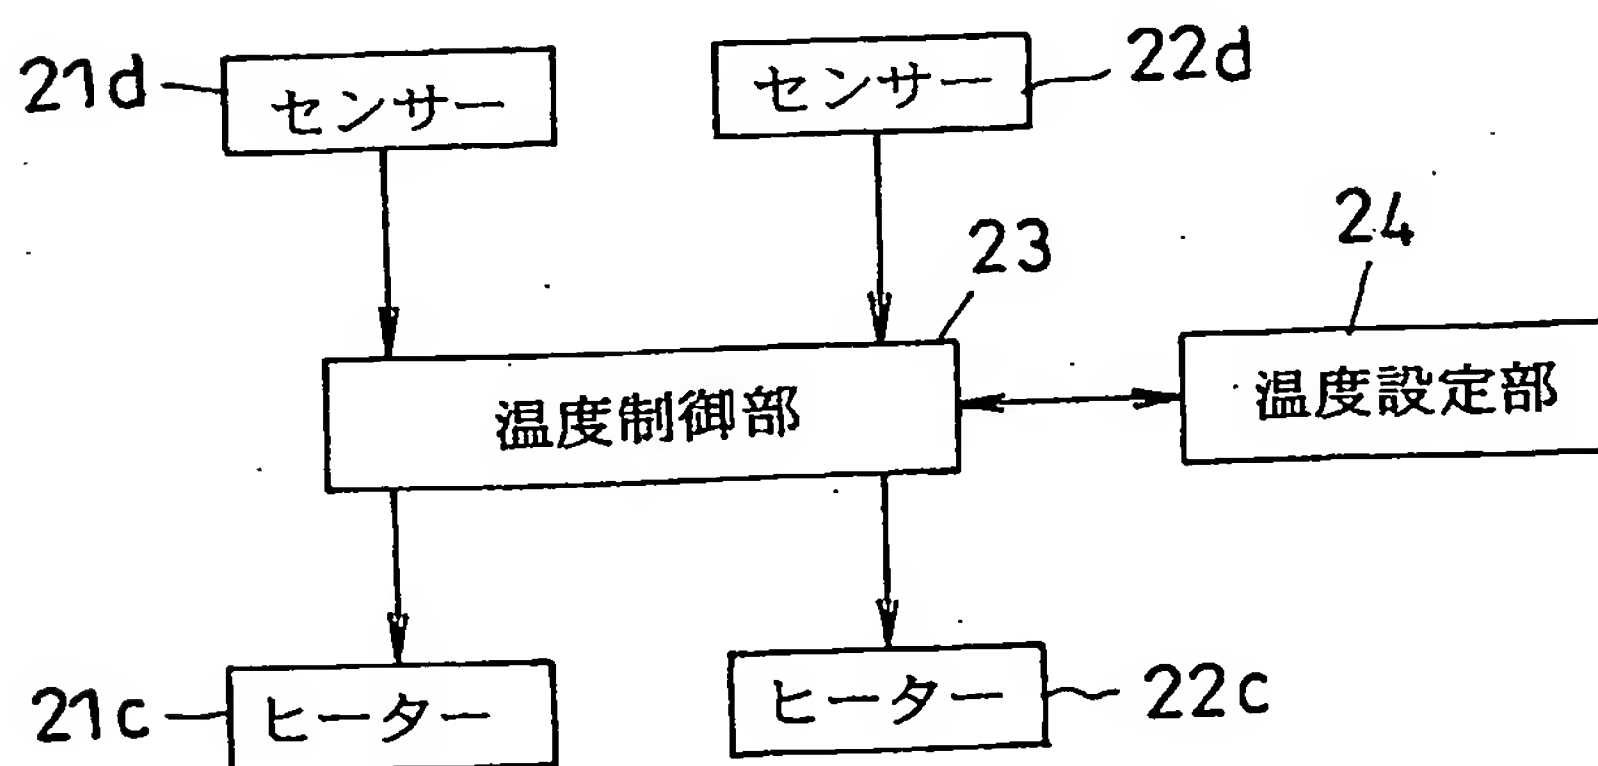 21d センサー
センサー 22d
23
24
温度制御部
温度設定部
21c ヒーター
ヒーター 22c